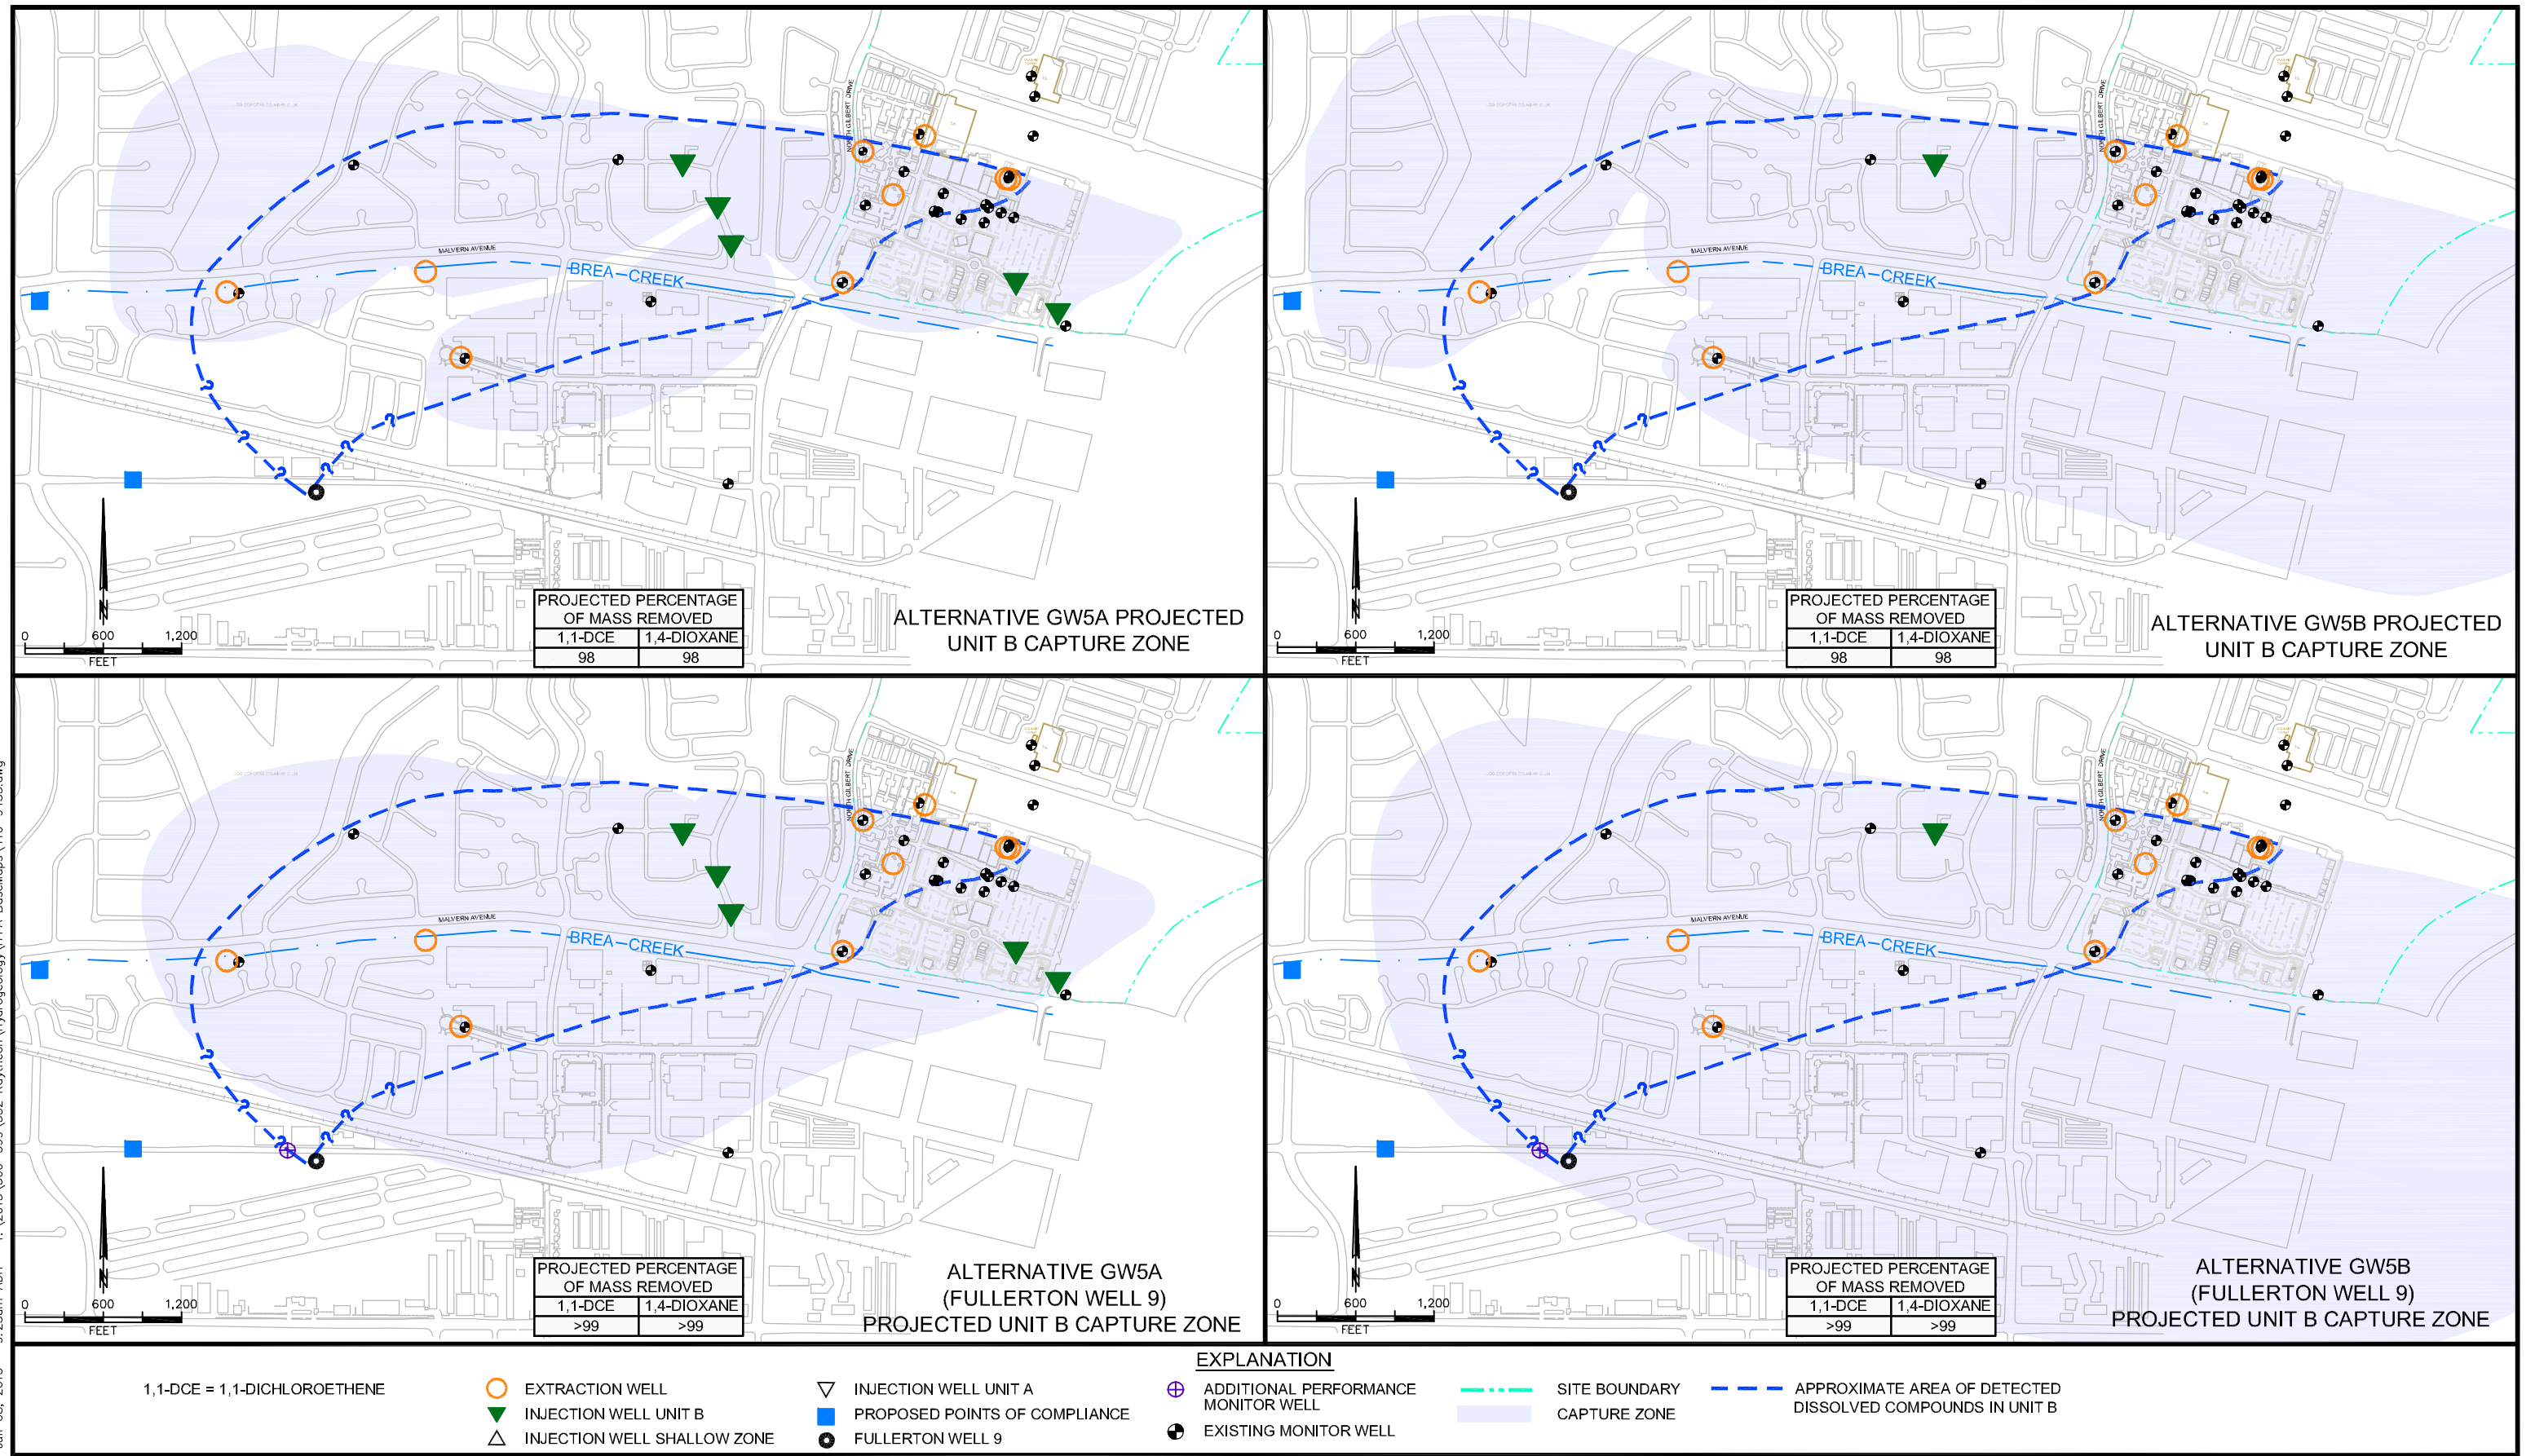 NORTH GILBERT DRIVE
MALVERN AVENUE
BREA-CREEK
?
?
?
?
?
?
N
0 600 1,200
FEET
PROJECTED PERCENTAGE
OF MASS REMOVED
1,1-DCE 1,4-DIOXANE
98 98
ALTERNATIVE GW5A PROJECTED
UNIT B CAPTURE ZONE
NORTH GILBERT DRIVE
MALVERN AVENUE
BREA-CREEK
?
?
?
?
?
?
N
0 600 1,200
FEET
PROJECTED PERCENTAGE
OF MASS REMOVED
1,1-DCE 1,4-DIOXANE
98 98
ALTERNATIVE GW5B PROJECTED
UNIT B CAPTURE ZONE
NORTH GILBERT DRIVE
MALVERN AVENUE
BREA-CREEK
?
?
?
?
?
?
N
0 600 1,200
FEET
PROJECTED PERCENTAGE
OF MASS REMOVED
1,1-DCE 1,4-DIOXANE
>99 >99
ALTERNATIVE GW5A
(FULLERTON WELL 9)
PROJECTED UNIT B CAPTURE ZONE
NORTH GILBERT DRIVE
MALVERN AVENUE
BREA-CREEK
?
?
?
?
?
?
N
0 600 1,200
FEET
PROJECTED PERCENTAGE
OF MASS REMOVED
1,1-DCE 1,4-DIOXANE
>99 >99
ALTERNATIVE GW5B
(FULLERTON WELL 9)
PROJECTED UNIT B CAPTURE ZONE
EXPLANATION
1,1-DCE = 1,1-DICHLOROETHENE
EXTRACTION WELL
INJECTION WELL UNIT B
INJECTION WELL SHALLOW ZONE
INJECTION WELL UNIT A
PROPOSED POINTS OF COMPLIANCE
FULLERTON WELL 9
ADDITIONAL PERFORMANCE
MONITOR WELL
EXISTING MONITOR WELL
SITE BOUNDARY
CAPTURE ZONE
APPROXIMATE AREA OF DETECTED
DISSOLVED COMPOUNDS IN UNIT B